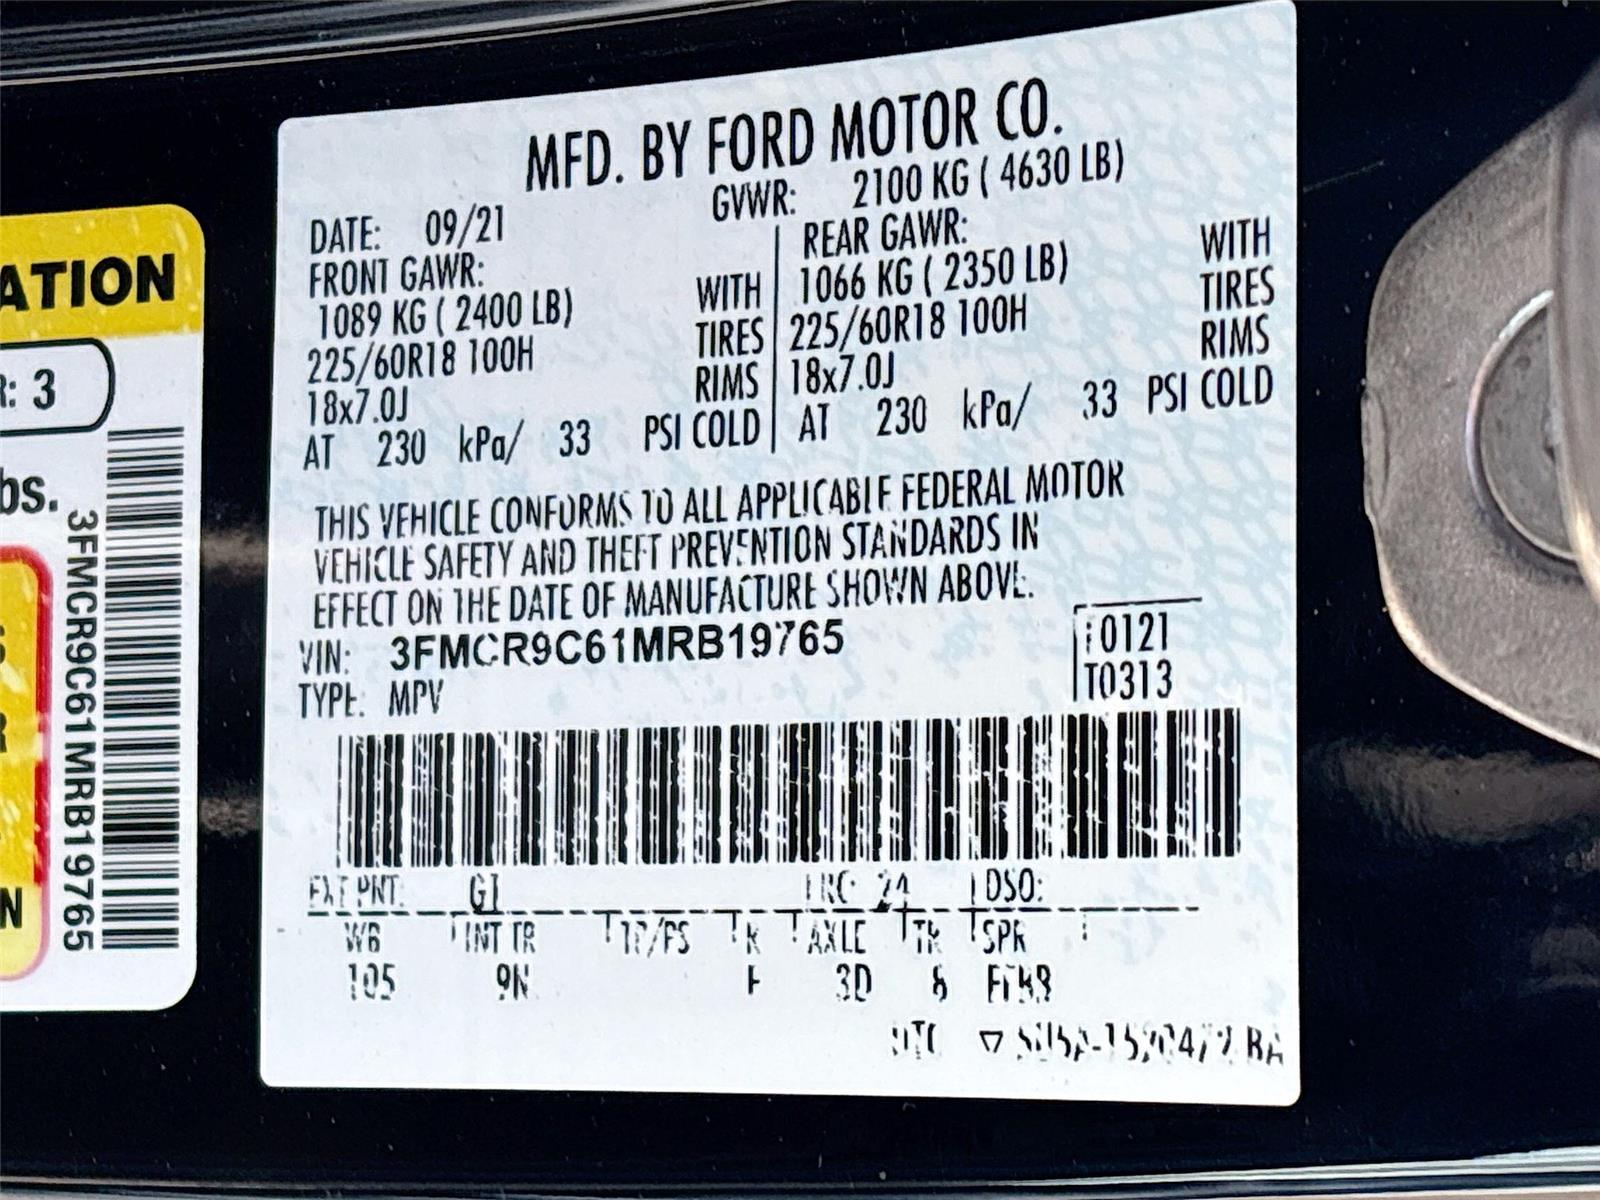 MFD. BY FORD MOTOR CO.
DATE: 09/21
GVWR: 2100 KG ( 4630 LB)
FRONT GAWR:
1089 KG ( 2400 LB)
225/60R18 100H
18x7.0J
AT 230 kPa/ 33 PSI COLD
WITH
TIRES
RIMS
REAR GAWR:
1066 KG ( 2350 LB)
225/60R18 100H
18x7.0J
AT 230 kPa/ 33 PSI COLD
WITH
TIRES
RIMS
THIS VEHICLE CONFORMS TO ALL APPLICABLE FEDERAL MOTOR
VEHICLE SAFETY AND THEFT PREVENTION STANDARDS IN
EFFECT ON THE DATE OF MANUFACTURE SHOWN ABOVE.
VIN: 3FMCR9C61MRB19765
TYPE: MPV
F0121
T0313
EXT PNT: G1 RC: 24 DSO:
WB INT TR TP/PS R AXLE TR SPR
105 9N 3D 8
ATION
R: 3
bs.
3FMCR9C61MRB19765
S
R
N